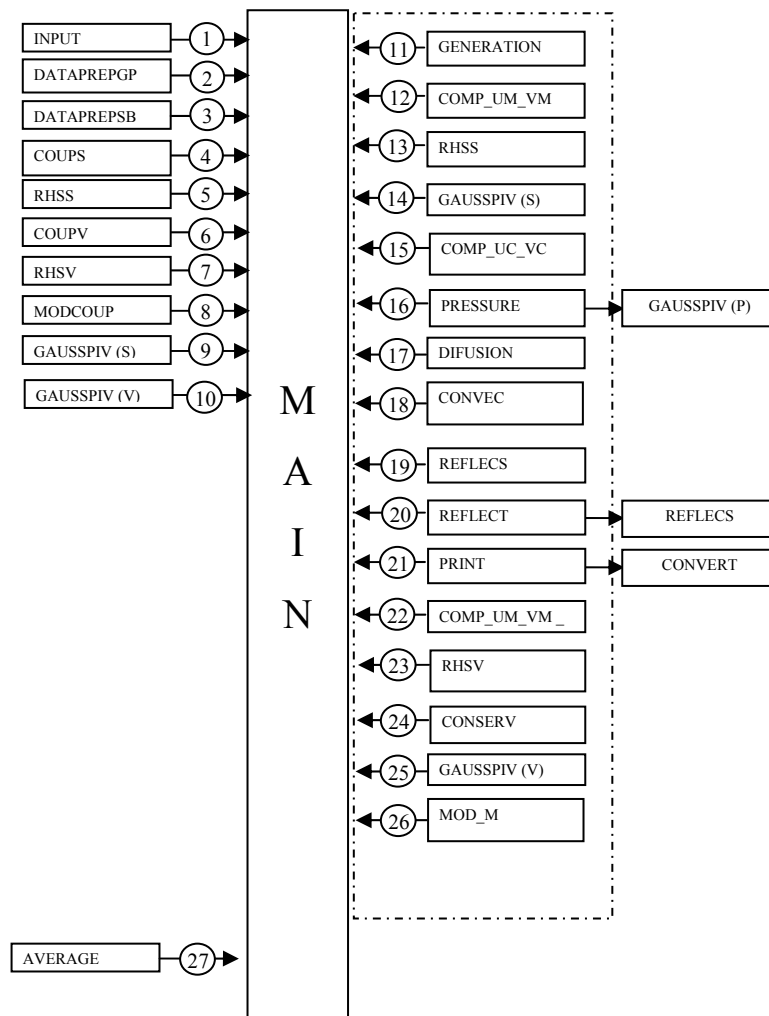 INPUT 1
DATAPREPGP 2
DATAPREPSB 3
COUPS 4
RHSS 5
COUPV 6
RHSV 7
MODCOUP 8
GAUSSPIV (S) 9
GAUSSPIV (V) 10
M
A
I
N
11 GENERATION
12 COMP_UM_VM
13 RHSS
14 GAUSSPIV (S)
15 COMP_UC_VC
16 PRESSURE GAUSSPIV (P)
17 DIFUSION
18 CONVEC
19 REFLECS
20 REFLECT REFLECS
21 PRINT CONVERT
22 COMP_UM_VM _
23 RHSV
24 CONSERV
25 GAUSSPIV (V)
26 MOD_M
AVERAGE 27